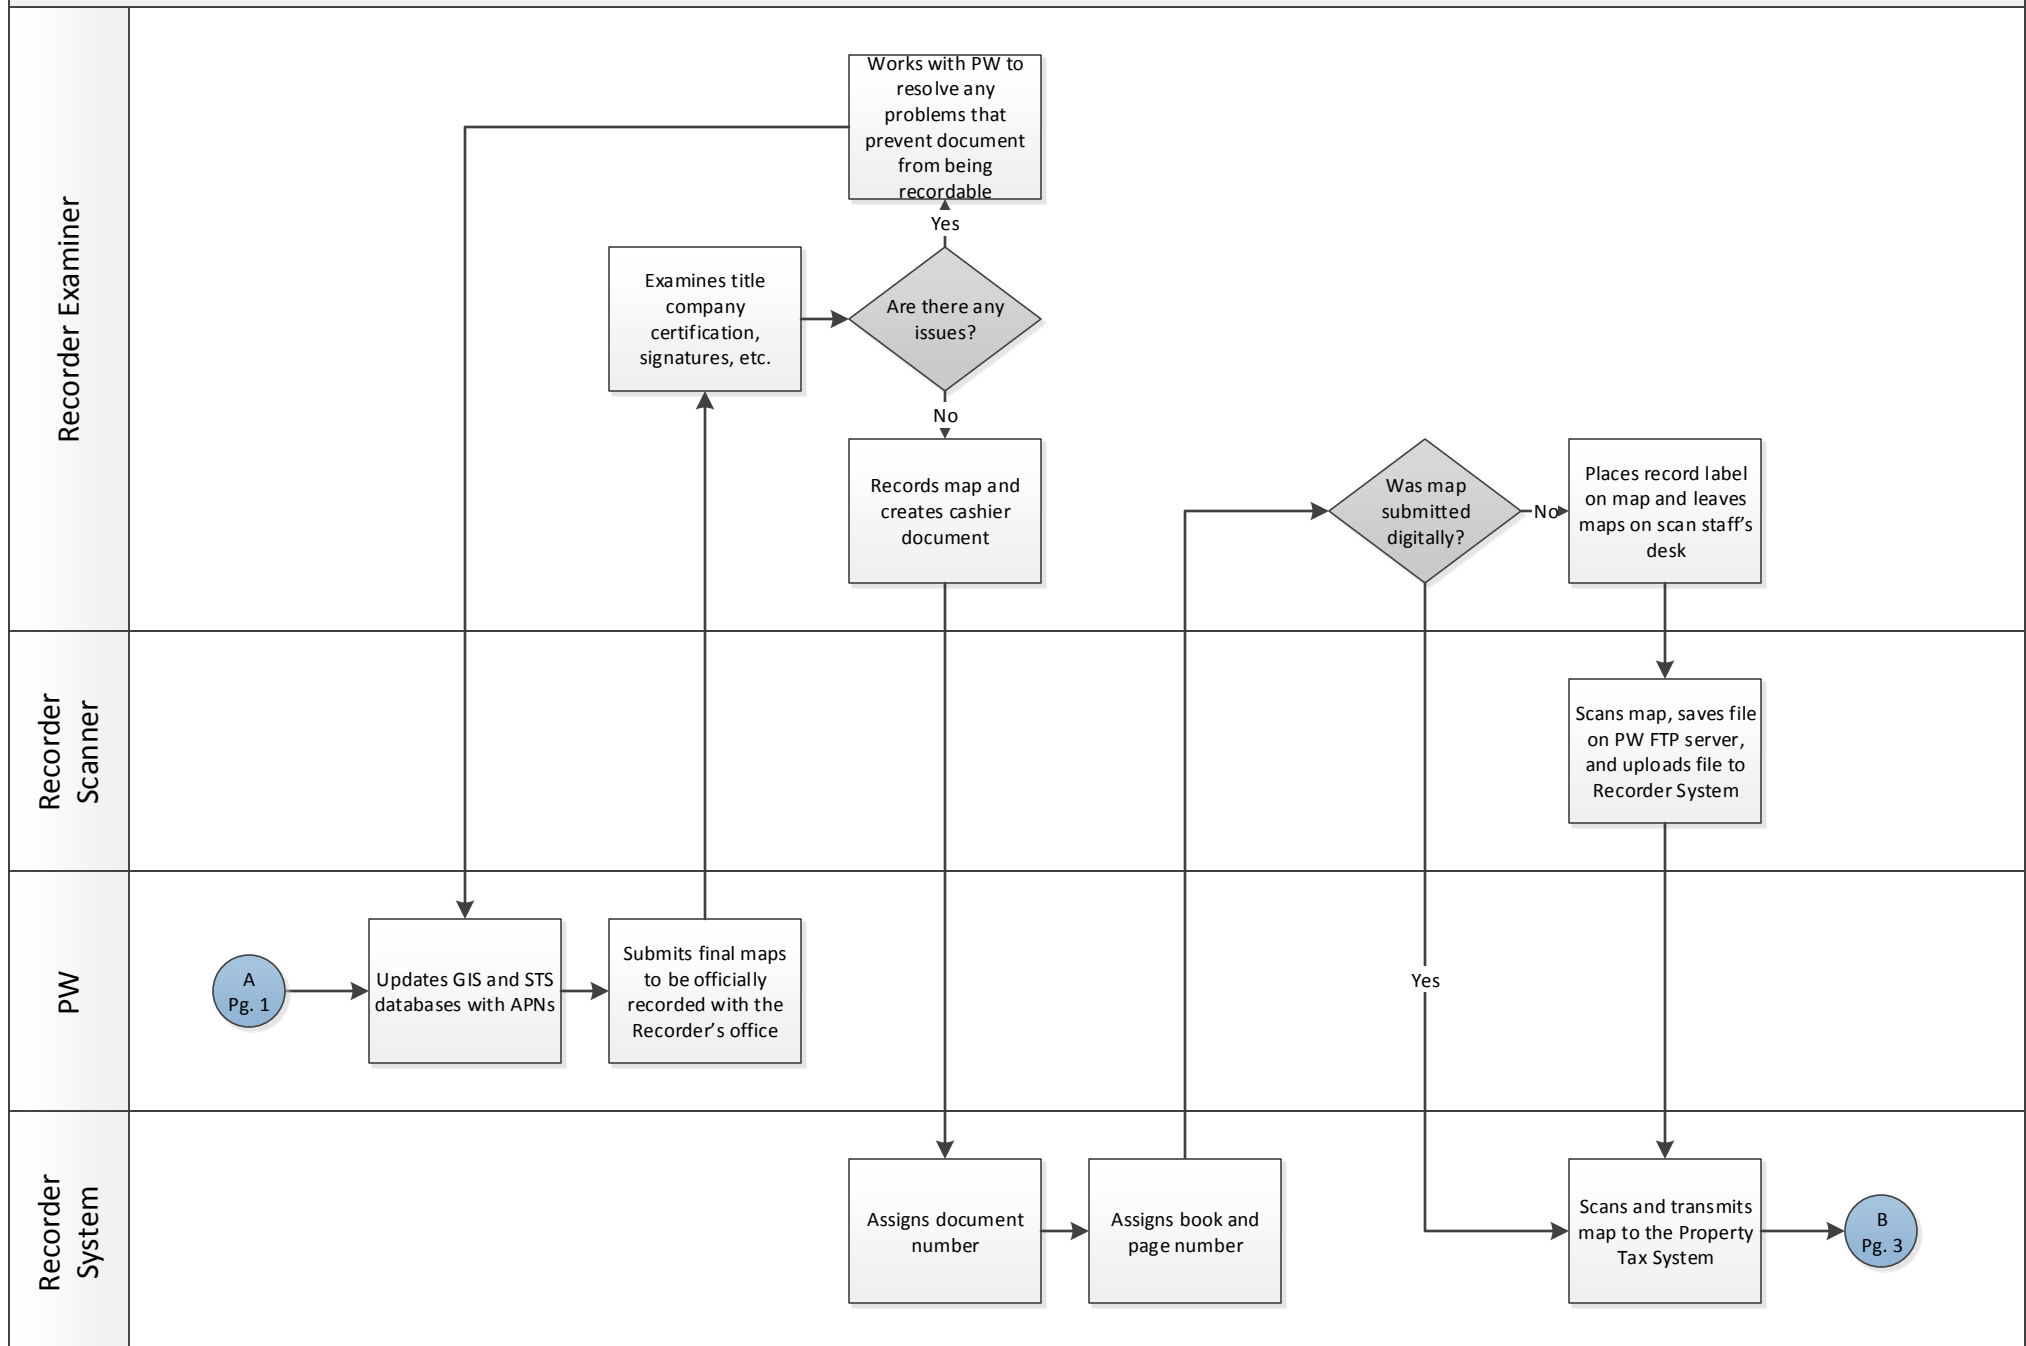 Recorder Examiner
Works with PW to
resolve any
problems that
prevent document
from being
recordable
Yes
Examines title
company
certification,
signatures, etc.
Are there any
issues?
No
Records map and
creates cashier
document
Was map
submitted
digitally?
No
Places record label
on map and leaves
maps on scan staff’s
desk
Recorder
Scanner
Scans map, saves file
on PW FTP server,
and uploads file to
Recorder System
PW
A
Pg. 1
Updates GIS and STS
databases with APNs
Submits final maps
to be officially
recorded with the
Recorder’s office
Yes
Recorder
System
Assigns document
number
Assigns book and
page number
Scans and transmits
map to the Property
Tax System
B
Pg. 3